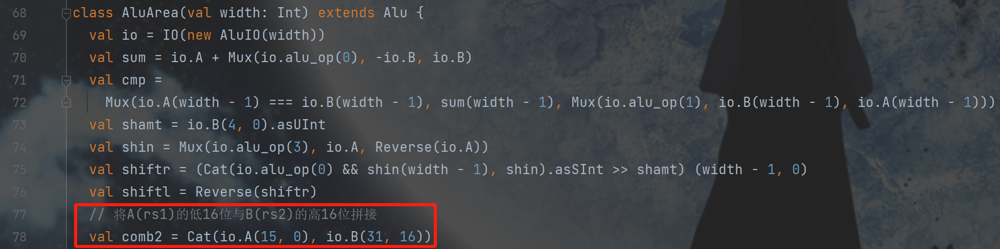 68 class AluArea(val width: Int) extends Alu {
69 val io = IO(new AluIO(width))
70 val sum = io.A + Mux(io.alu_op(0), -io.B, io.B)
71 val cmp =
72 Mux(io.A(width - 1) === io.B(width - 1), sum(width - 1), Mux(io.alu_op(1), io.B(width - 1), io.A(width - 1)))
73 val shamt = io.B(4, 0).asUInt
74 val shin = Mux(io.alu_op(3), io.A, Reverse(io.A))
75 val shiftr = (Cat(io.alu_op(0) && shin(width - 1), shin).asSInt >> shamt) (width - 1, 0)
76 val shiftl = Reverse(shiftr)
77 // 将A(rs1)的低16位与B(rs2)的高16位拼接
78 val comb2 = Cat(io.A(15, 0), io.B(31, 16))